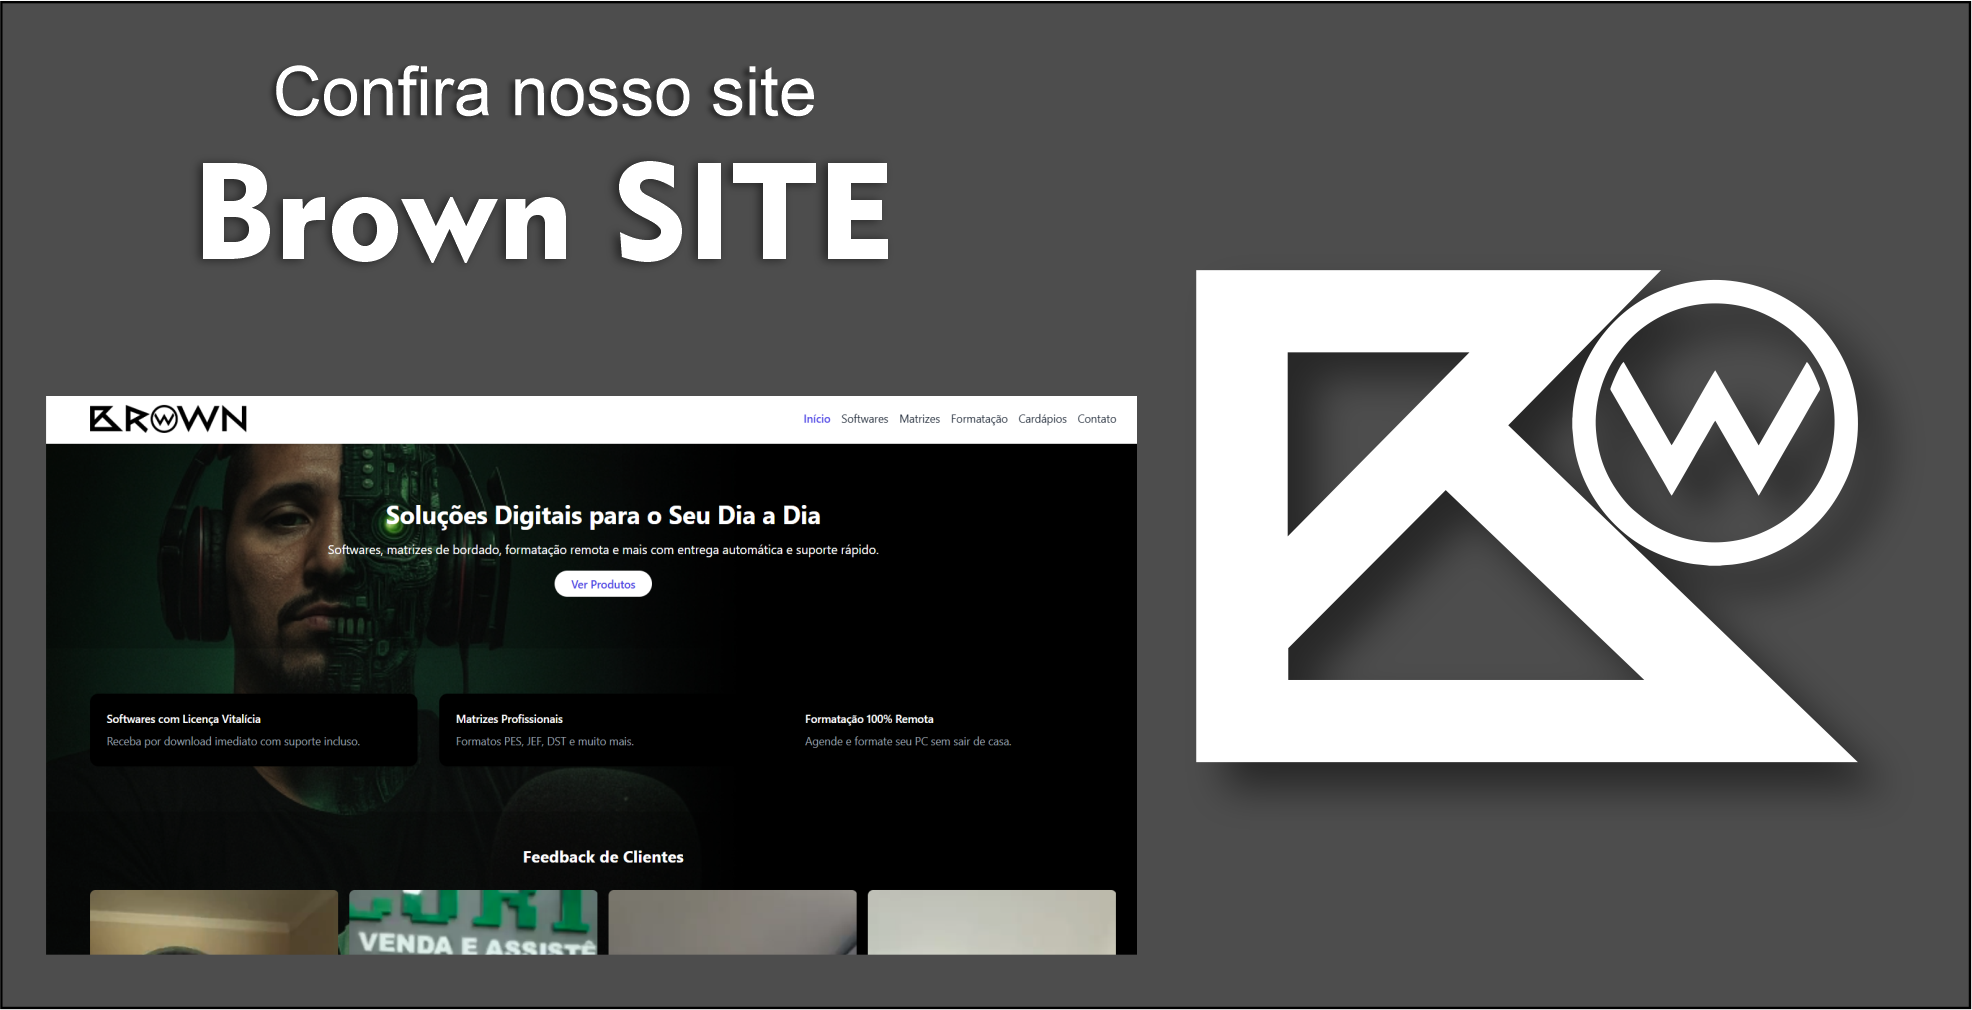 Confira nosso site
Brown SITE
BROWN
Início Softwares Matrizes Formatação Cardápios Contato
Soluções Digitais para o Seu Dia a Dia
Softwares, matrizes de bordado, formatação remota e mais com entrega automática e suporte rápido.
Ver Produtos
Softwares com Licença Vitalícia
Receba por download imediato com suporte incluso.
Matrizes Profissionais
Formatos PES, JEF, DST e muito mais.
Formatação 100% Remota
Agende e formate seu PC sem sair de casa.
Feedback de Clientes
VENDA E ASSISTÊ
B W